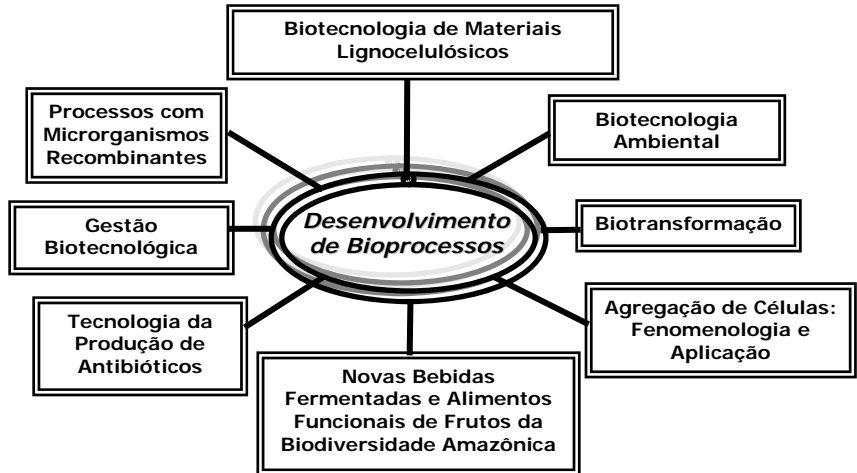 Biotecnologia de Materiais
Lignocelulósicos
Processos com
Microrganismos
Recombinantes
Biotecnologia
Ambiental
Desenvolvimento
de Bioprocessos
Gestão
Biotecnológica
Biotransformação
Tecnologia da
Produção de
Antibióticos
Agregação de Células:
Fenomenologia e
Aplicação
Novas Bebidas
Fermentadas e Alimentos
Funcionais de Frutos da
Biodiversidade Amazônica